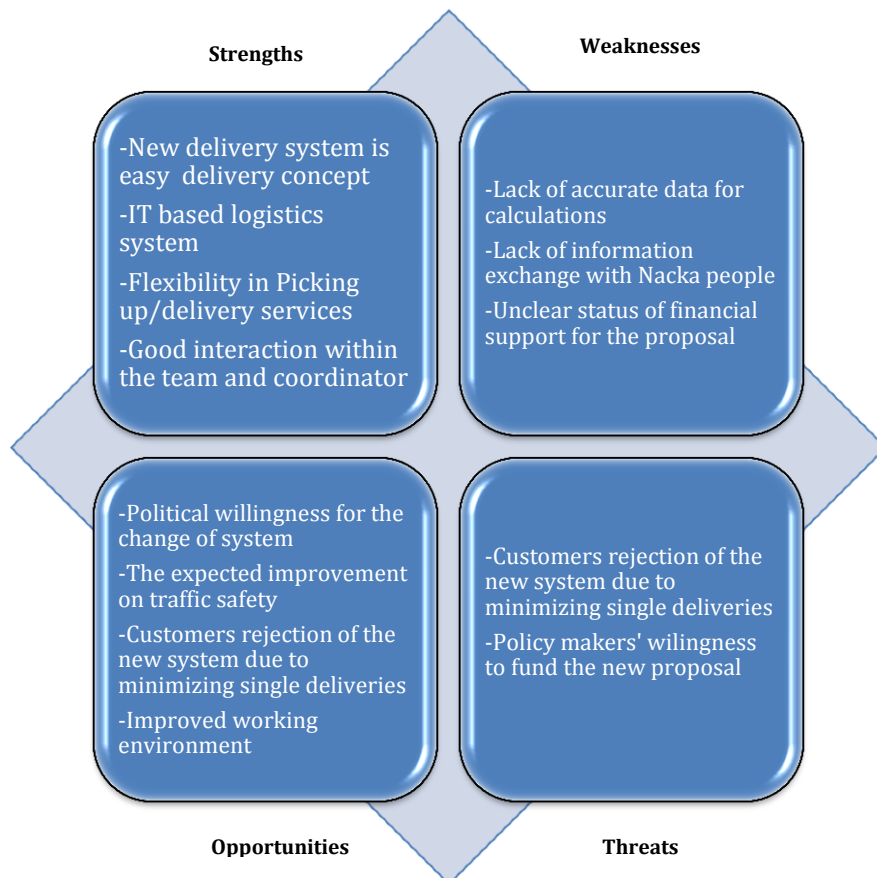 Strengths
Weaknesses
-New delivery system is
easy delivery concept
-IT based logistics
system
-Flexibility in Picking
up/delivery services
-Good interaction within
the team and coordinator
-Lack of accurate data for
calculations
-Lack of information
exchange with Nacka people
-Unclear status of financial
support for the proposal
-Political willingness for the
change of system
-The expected improvement
on traffic safety
-Customers rejection of the
new system due to
minimizing single deliveries
-Improved working
environment
-Customers rejection of the
new system due to
minimizing single deliveries
-Policy makers' wilingness
to fund the new proposal
Opportunities
Threats